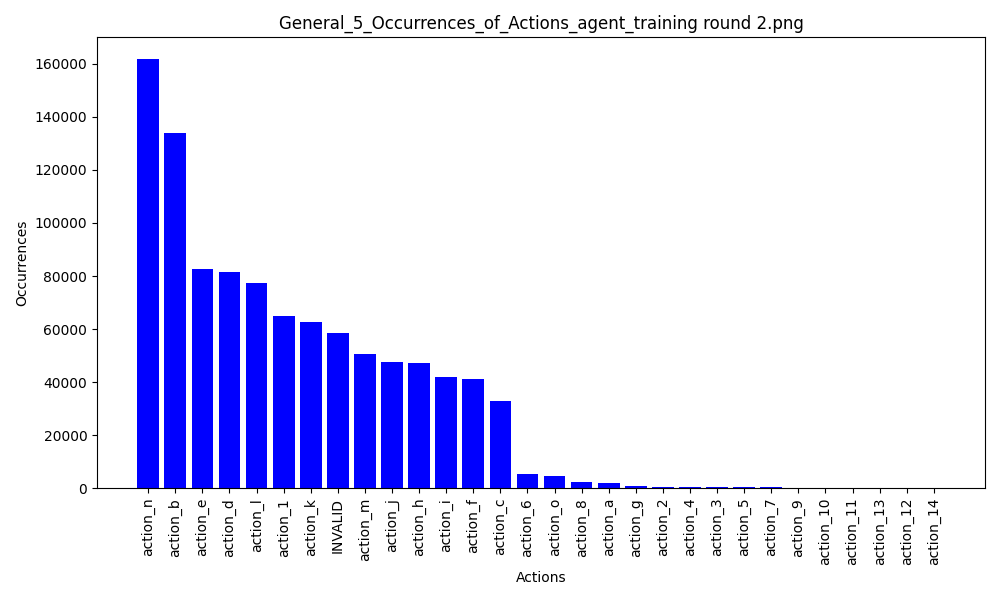 General_5_Occurrences_of_Actions_agent_training round 2.png
160000
140000
120000
100000
80000
60000
40000
20000
0
Occurrences
action_n
action_b
action_e
action_d
action_l
action_1
action_k
INVALID
action_m
action_j
action_h
action_i
action_f
action_c
action_6
action_o
action_8
action_a
action_g
action_2
action_4
action_3
action_5
action_7
action_9
action_10
action_11
action_13
action_12
action_14
Actions